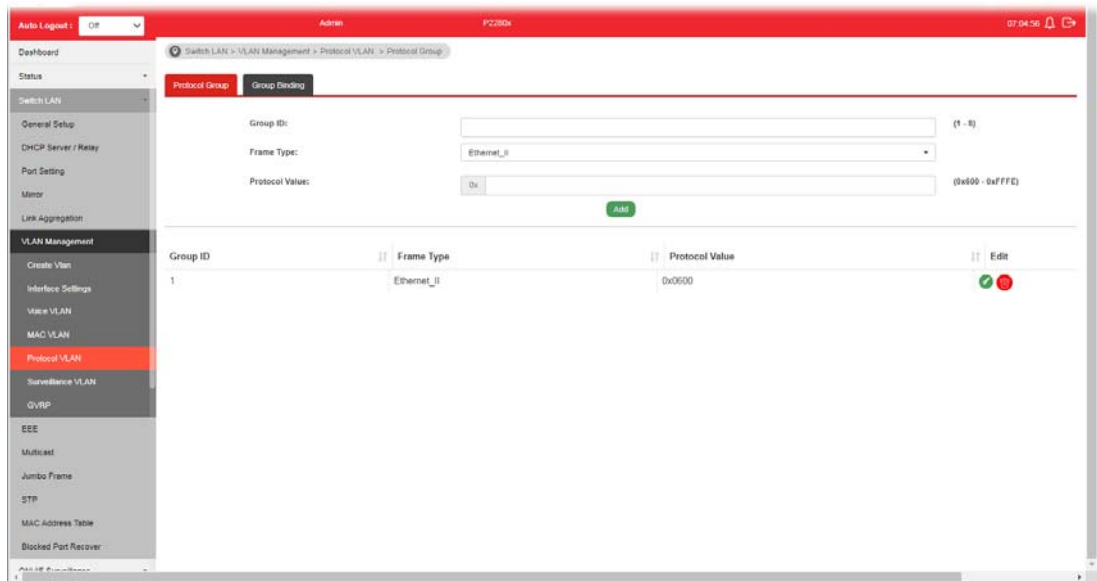 Auto Logout : Off
Admin
P2280x
07:04:56
Dashboard
Status
Switch LAN
General Setup
DHCP Server / Relay
Port Setting
Mirror
Link Aggregation
VLAN Management
Create Vlan
Interface Settings
Voice VLAN
MAC VLAN
Protocol VLAN
Surveillance VLAN
GVRP
EEE
Multicast
Jumbo Frame
STP
MAC Address Table
Blocked Port Recover
ONVIF Surveillance
Switch LAN > VLAN Management > Protocol VLAN > Protocol Group
Protocol Group
Group Binding
Group ID: (1 - 8)
Frame Type: Ethernet_II
Protocol Value: 0x (0x600 - 0xFFFE)
Add
Group ID Frame Type Protocol Value Edit
1 Ethernet_II 0x0600